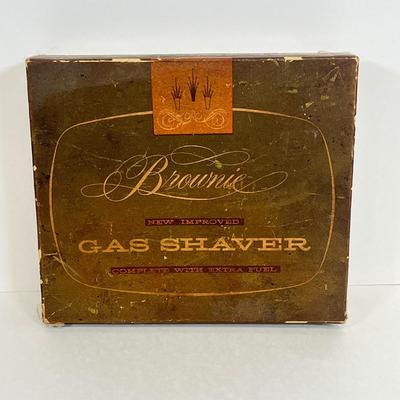 Brownie
NEW IMPROVED
GAS SHAVER
COMPLETE WITH EXTRA FUEL